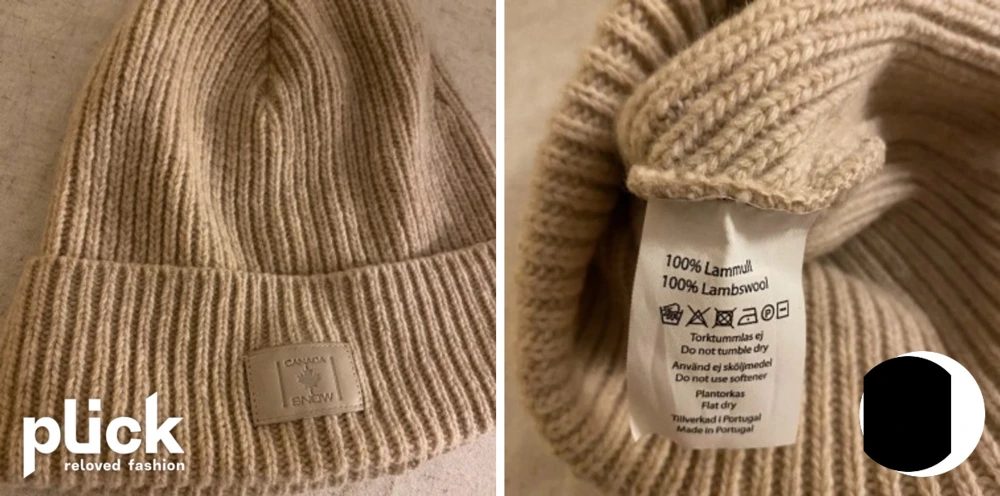 CANADA
SNOW
plick
reloved fashion
100% Lammull
100% Lambswool
Torktummlas ej
Do not tumble dry
Använd ej sköljmedel
Do not use softener
Plantorkas
Flat dry
Tillverkad i Portugal
Made in Portugal